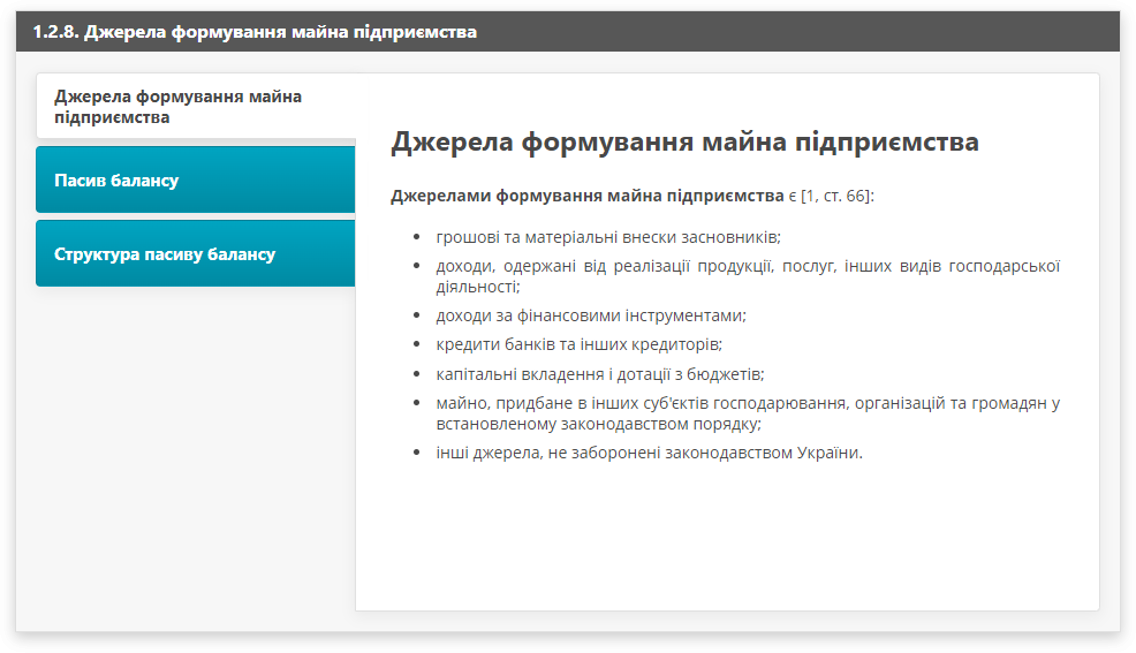 1.2.8. Джерела формування майна підприємства
Джерела формування майна
підприємства
Пасив балансу
Структура пасиву балансу
Джерела формування майна підприємства
Джерелами формування майна підприємства є [1, ст. 66]:
• грошові та матеріальні внески засновників;
• доходи, одержані від реалізації продукції, послуг, інших видів господарської
діяльності;
• доходи за фінансовими інструментами;
• кредити банків та інших кредиторів;
• капітальні вкладення і дотації з бюджетів;
• майно, придбане в інших суб'єктів господарювання, організацій та громадян у
встановленому законодавством порядку;
• інші джерела, не заборонені законодавством України.